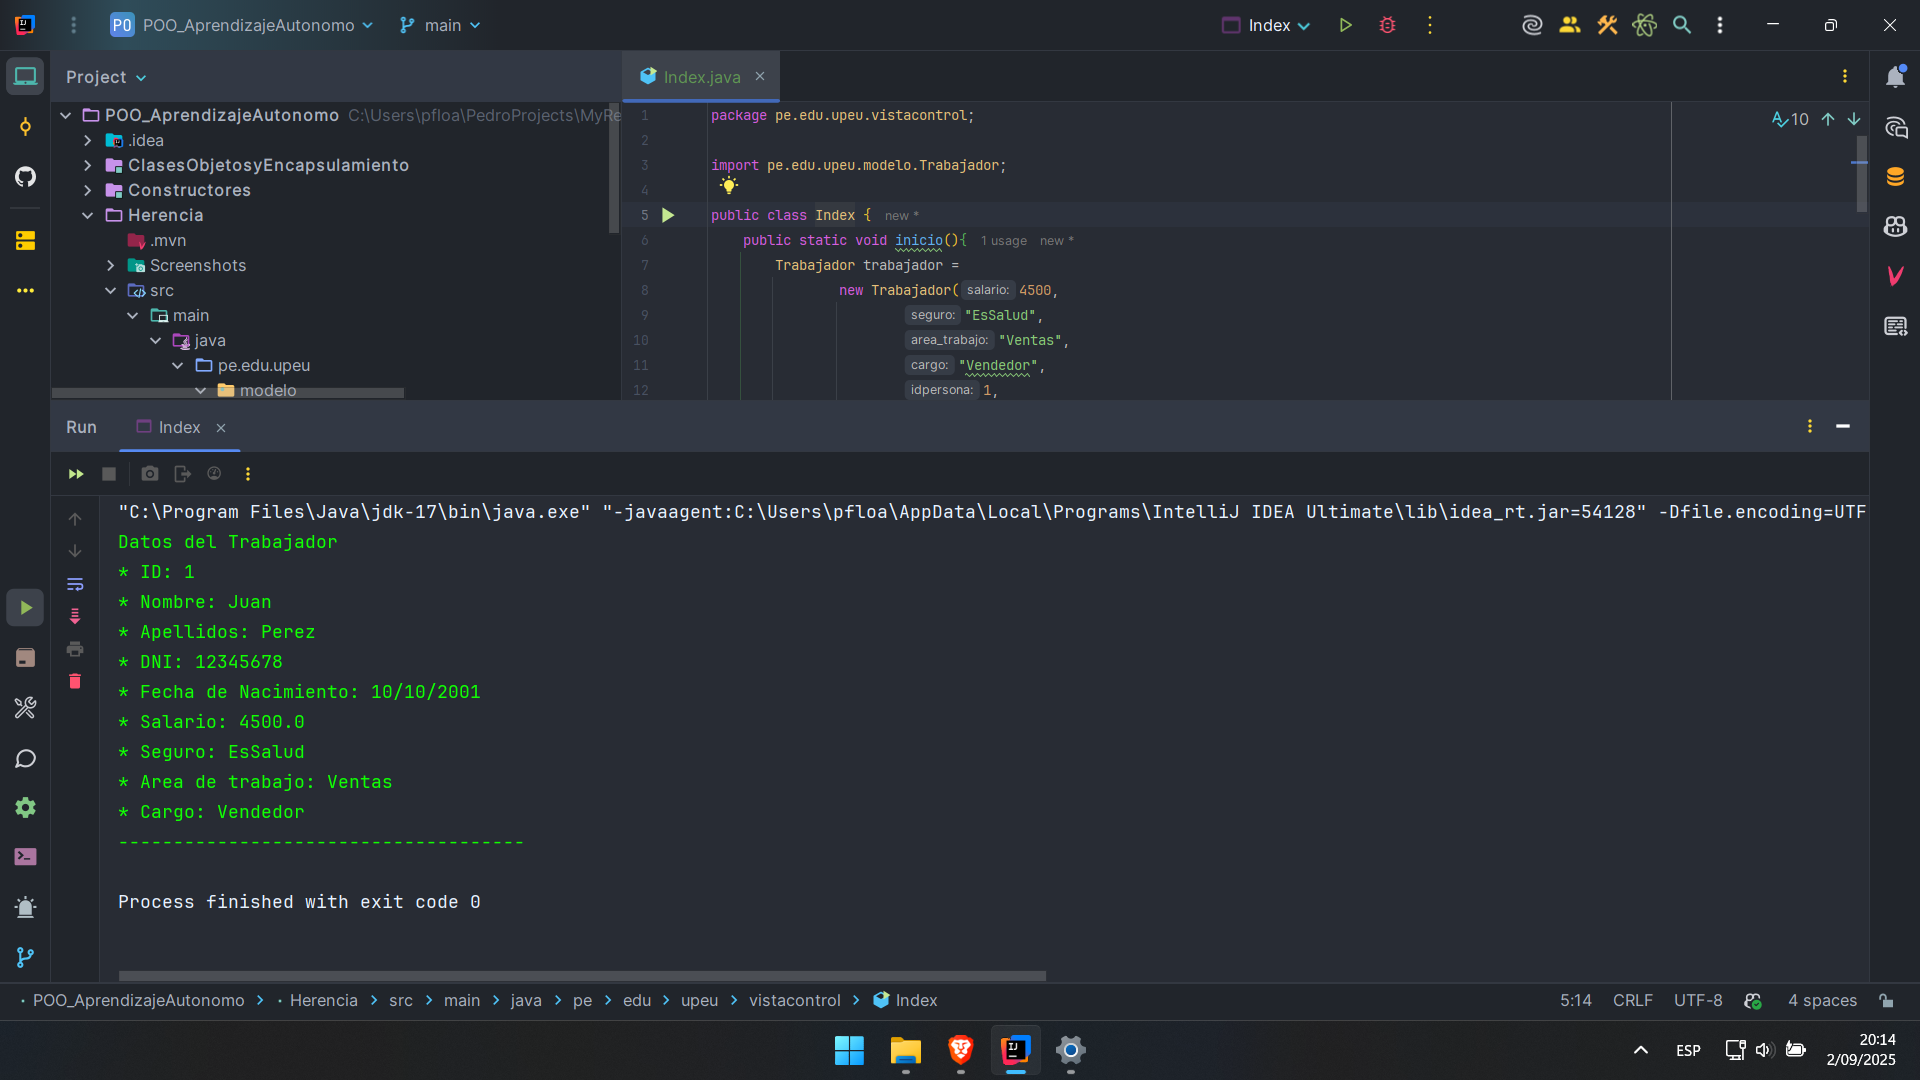 PO POO_AprendizajeAutonomo main Index
Project
Index.java
POO_AprendizajeAutonomo C:\Users\pfloa\PedroProjects\MyRe
.idea
ClasesObjetosyEncapsulamiento
Constructores
Herencia
.mvn
Screenshots
src
main
java
pe.edu.upeu
modelo
1 package pe.edu.upeu.vistacontrol;
2
3 import pe.edu.upeu.modelo.Trabajador;
4
5 public class Index { new *
6 public static void inicio(){ 1 usage new *
7 Trabajador trabajador =
8 new Trabajador( salario: 4500,
9 seguro: "EsSalud",
10 area_trabajo: "Ventas",
11 cargo: "Vendedor",
12 idpersona: 1,
10
Run Index
"C:\Program Files\Java\jdk-17\bin\java.exe" "-javaagent:C:\Users\pfloa\AppData\Local\Programs\IntelliJ IDEA Ultimate\lib\idea_rt.jar=54128" -Dfile.encoding=UTF
Datos del Trabajador
* ID: 1
* Nombre: Juan
* Apellidos: Perez
* DNI: 12345678
* Fecha de Nacimiento: 10/10/2001
* Salario: 4500.0
* Seguro: EsSalud
* Area de trabajo: Ventas
* Cargo: Vendedor
-------------------------------------
Process finished with exit code 0
POO_AprendizajeAutonomo > Herencia > src > main > java > pe > edu > upeu > vistacontrol > Index
5:14 CRLF UTF-8 4 spaces
ESP
20:14
2/09/2025